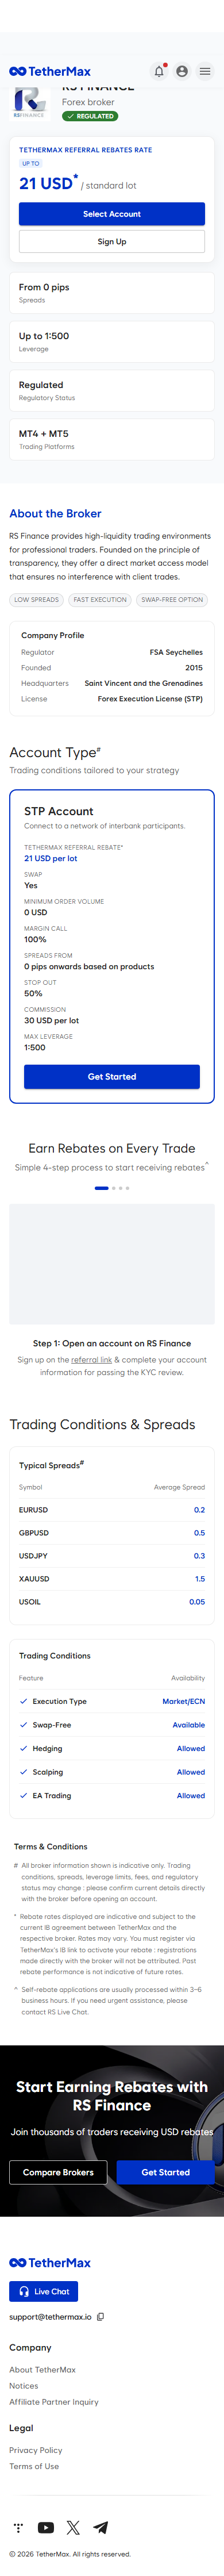 TetherMax
RS FINANCE
Forex broker
REGULATED
RSFINANCE
TETHERMAX REFERRAL REBATES RATE
UP TO
21 USD* / standard lot
Select Account
Sign Up
From 0 pips
Spreads
Up to 1:500
Leverage
Regulated
Regulatory Status
MT4 + MT5
Trading Platforms
About the Broker
RS Finance provides high-liquidity trading environments
for professional traders. Founded on the principle of
transparency, they offer a direct market access model
that ensures no interference with client trades.
LOW SPREADS FAST EXECUTION SWAP-FREE OPTION
Company Profile
Regulator FSA Seychelles
Founded 2015
Headquarters Saint Vincent and the Grenadines
License Forex Execution License (STP)
Account Type#
Trading conditions tailored to your strategy
STP Account
Connect to a network of interbank participants.
TETHERMAX REFERRAL REBATE*
21 USD per lot
SWAP
Yes
MINIMUM ORDER VOLUME
0 USD
MARGIN CALL
100%
SPREADS FROM
0 pips onwards based on products
STOP OUT
50%
COMMISSION
30 USD per lot
MAX LEVERAGE
1:500
Get Started
Earn Rebates on Every Trade
Simple 4-step process to start receiving rebates^
Step 1: Open an account on RS Finance
Sign up on the referral link & complete your account
information for passing the KYC review.
Trading Conditions & Spreads
Typical Spreads#
Symbol Average Spread
EURUSD 0.2
GBPUSD 0.5
USDJPY 0.3
XAUUSD 1.5
USOIL 0.05
Trading Conditions
Feature Availability
Execution Type Market/ECN
Swap-Free Available
Hedging Allowed
Scalping Allowed
EA Trading Allowed
Terms & Conditions
# All broker information shown is indicative only. Trading
conditions, spreads, leverage limits, fees, and regulatory
status may change : please confirm current details directly
with the broker before opening an account.
* Rebate rates displayed are indicative and subject to the
current IB agreement between TetherMax and the
respective broker. Rates may vary. You must register via
TetherMax's IB link to activate your rebate : registrations
made directly with the broker will not be attributed. Past
rebate performance is not indicative of future rates.
^ Self-rebate applications are usually processed within 3–6
business hours. If you need urgent assistance, please
contact RS Live Chat.
Start Earning Rebates with
RS Finance
Join thousands of traders receiving USD rebates
Compare Brokers
Get Started
TetherMax
Live Chat
support@tethermax.io
Company
About TetherMax
Notices
Affiliate Partner Inquiry
Legal
Privacy Policy
Terms of Use
© 2026 TetherMax. All rights reserved.